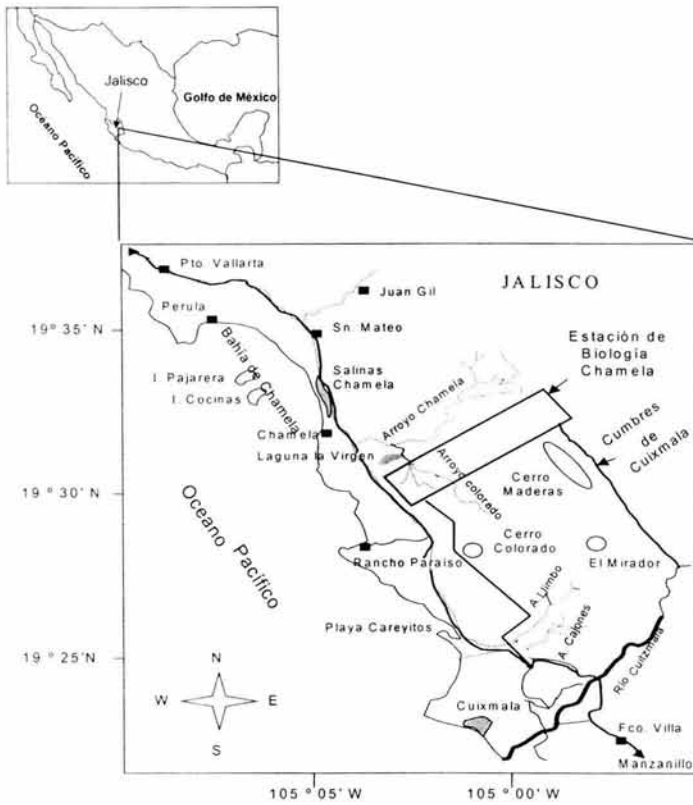 Jalisco
Golfo de México
Oceano Pacífico
Pto. Vallarta
JALISCO
Juan Gil
Perula
19° 35´ N
Sn. Mateo
Estación de
Biología
Chamela
Bahía de Chamela
Salinas
Chamela
I. Pajarera
I. Cocinas
Arroyo Chamela
Cumbres
de
Cuixmala
Chamela
Laguna la Virgen
Arroyo colorado
Cerro
Maderas
19° 30´ N
Oceano Pacífico
Cerro
Colorado
Rancho Paraiso
El Mirador
A. Limbo
A. Cajones
Playa Careyitos
19° 25´ N
Río Cuitzmala
N
W
E
S
Cuixmala
Fco. Villa
Manzanillo
105° 05´ W
105° 00´ W